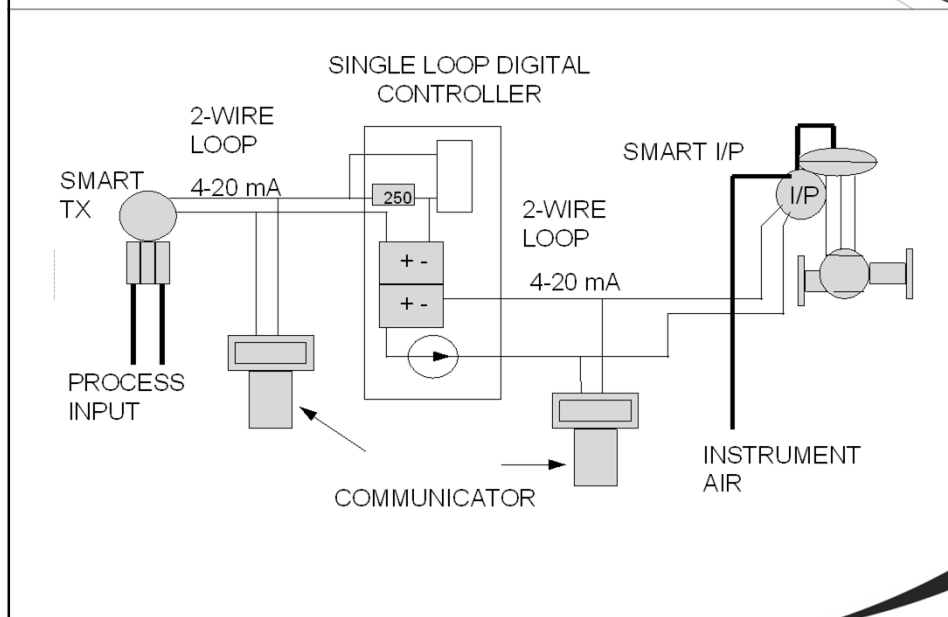 SINGLE LOOP DIGITAL
CONTROLLER
2-WIRE
LOOP
SMART I/P
SMART
TX
4-20 mA
250
I/P
2-WIRE
LOOP
+ -
4-20 mA
+ -
PROCESS
INPUT
INSTRUMENT
AIR
COMMUNICATOR